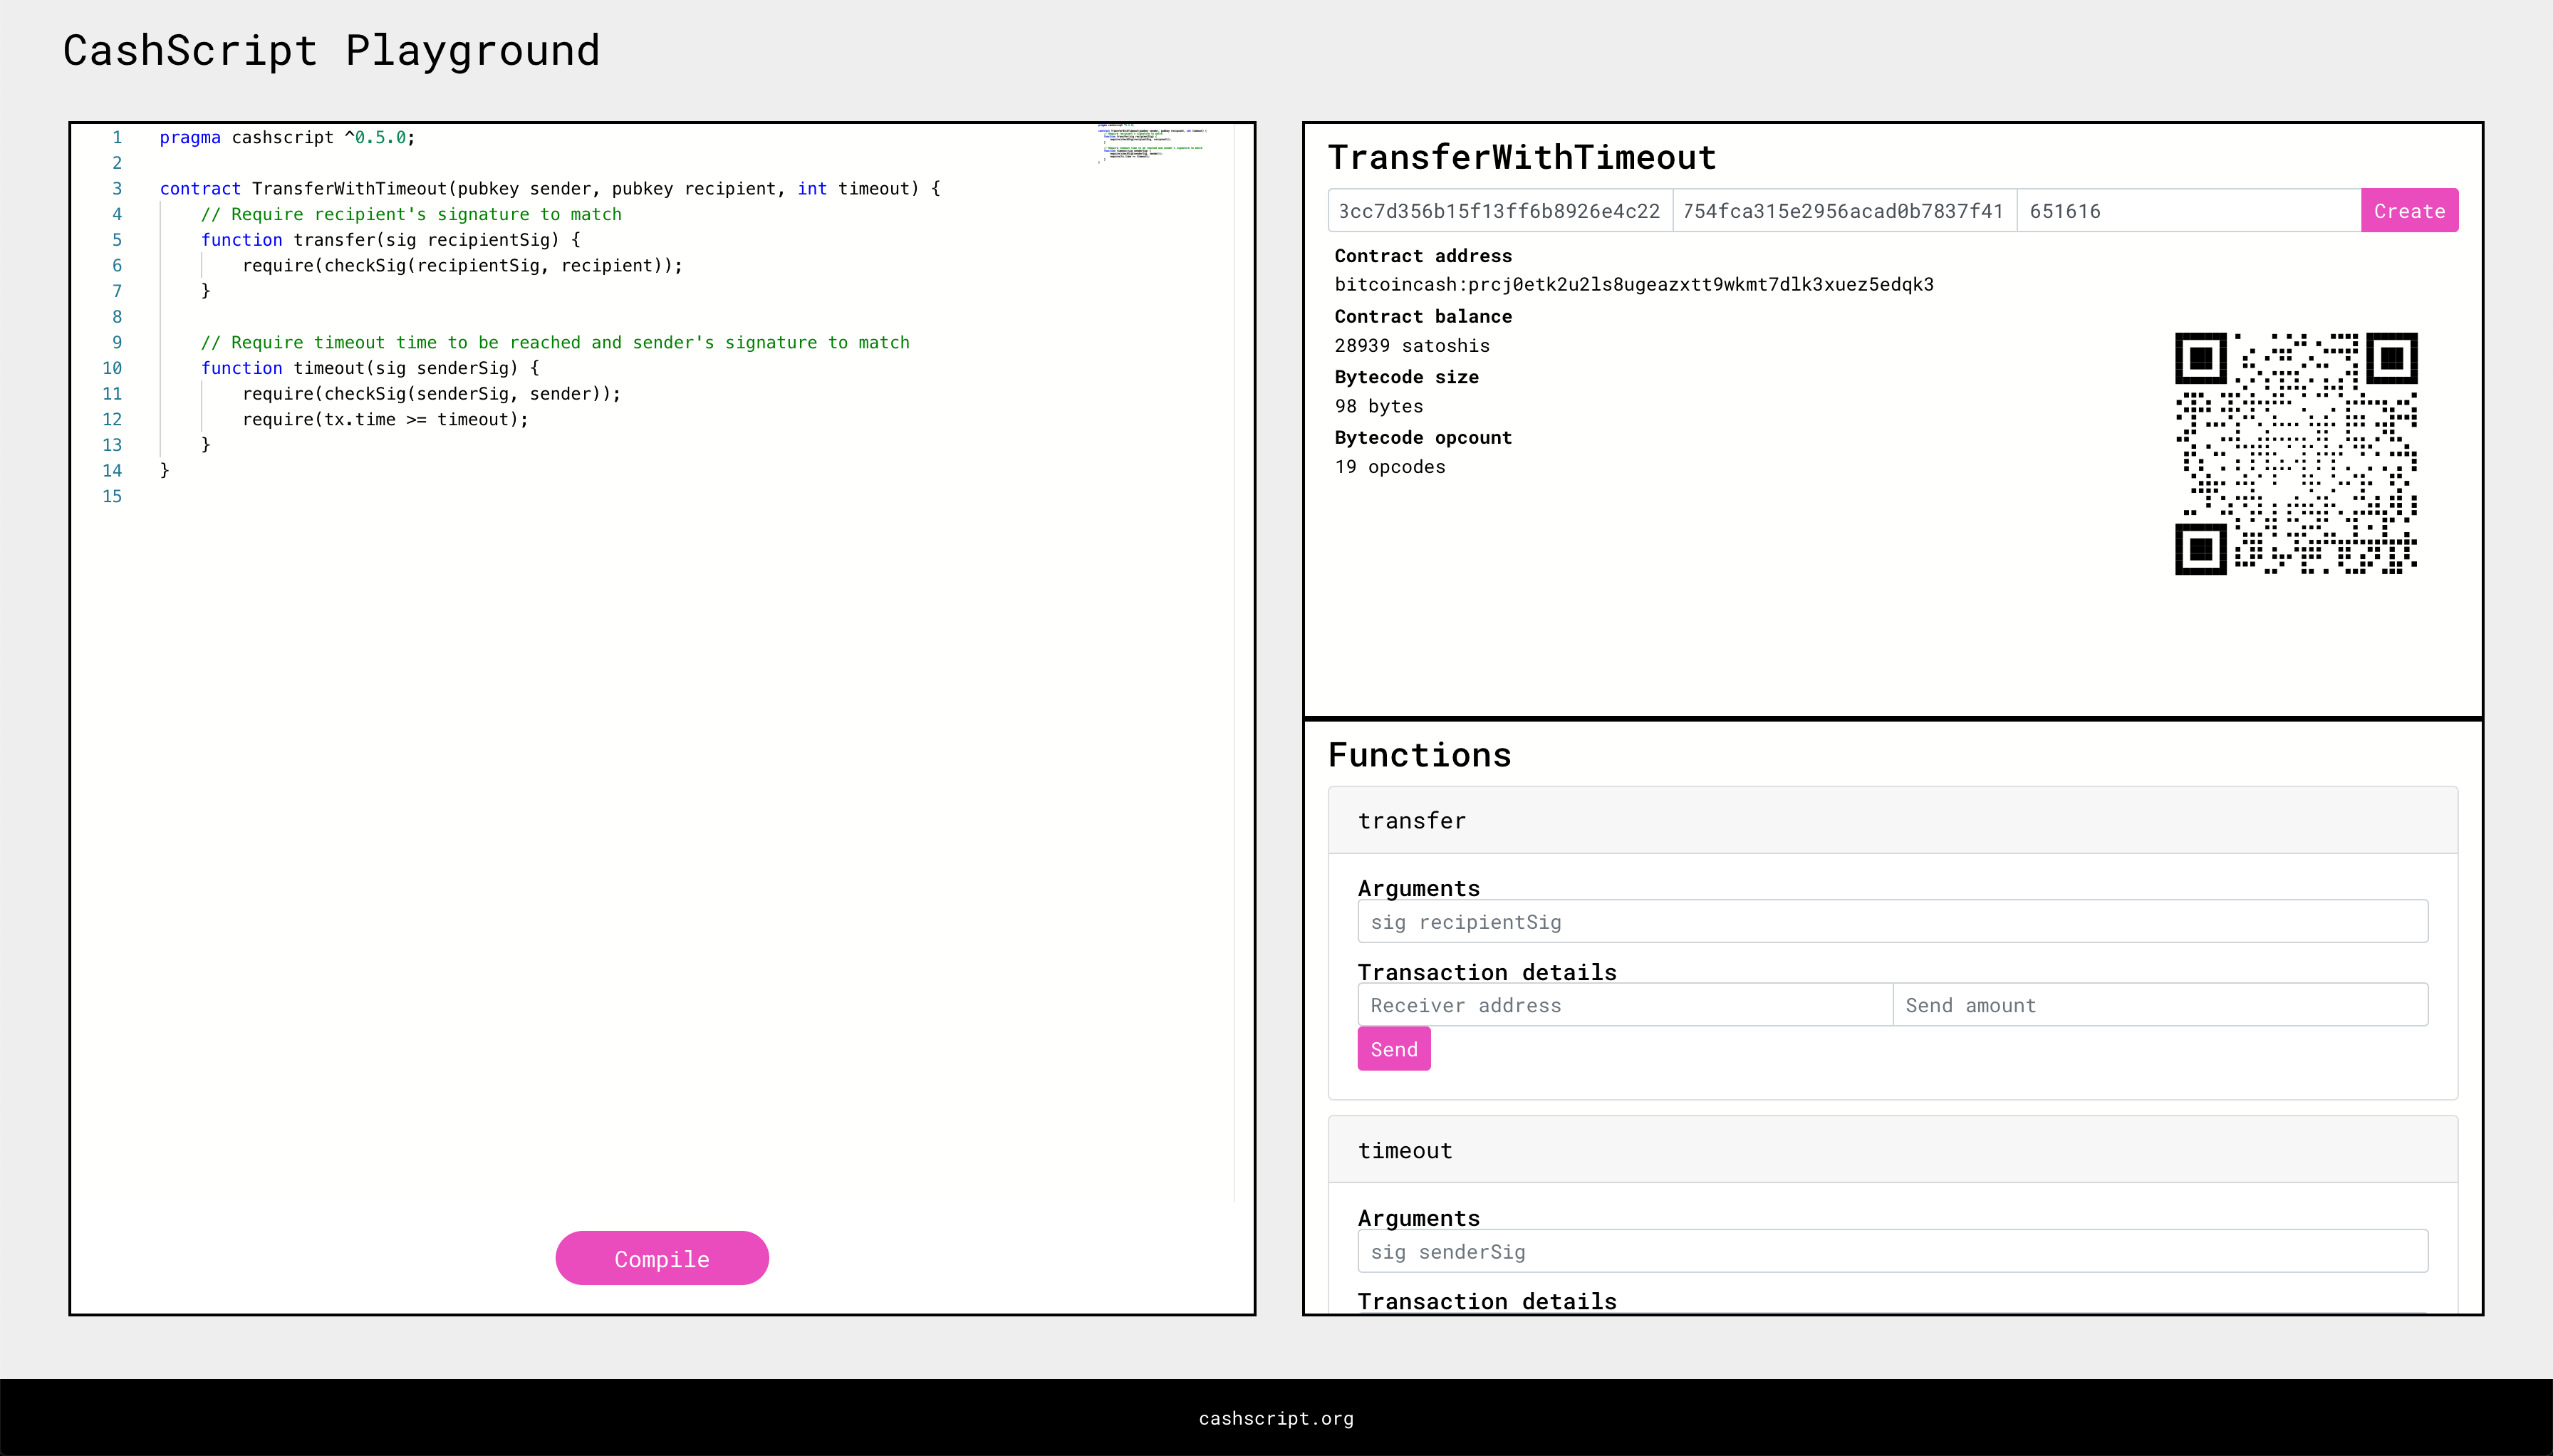 CashScript Playground
1 pragma cashscript ^0.5.0;
2
3 contract TransferWithTimeout(pubkey sender, pubkey recipient, int timeout) {
4 // Require recipient's signature to match
5 function transfer(sig recipientSig) {
6 require(checkSig(recipientSig, recipient));
7 }
8
9 // Require timeout time to be reached and sender's signature to match
10 function timeout(sig senderSig) {
11 require(checkSig(senderSig, sender));
12 require(tx.time >= timeout);
13 }
14 }
15
Compile
TransferWithTimeout
3cc7d356b15f13ff6b8926e4c22 754fca315e2956acad0b7837f41 651616 Create
Contract address
bitcoincash:prcj0etk2u2ls8ugeazxtt9wkmt7dlk3xuez5edqk3
Contract balance
28939 satoshis
Bytecode size
98 bytes
Bytecode opcount
19 opcodes
Functions
transfer
Arguments
sig recipientSig
Transaction details
Receiver address Send amount
Send
timeout
Arguments
sig senderSig
Transaction details
cashscript.org